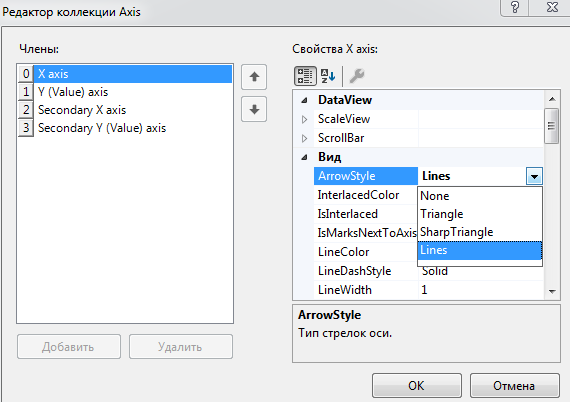 Редактор коллекции Axis
Члены:
0 X axis
1 Y (Value) axis
2 Secondary X axis
3 Secondary Y (Value) axis
Добавить
Удалить
Свойства X axis:
DataView
ScaleView
ScrollBar
Вид
ArrowStyle Lines
InterlacedColor
IsInterlaced
IsMarksNextToAxis
LineColor
LineDashStyle Solid
LineWidth 1
None
Triangle
SharpTriangle
Lines
ArrowStyle
Тип стрелок оси.
OK
Отмена